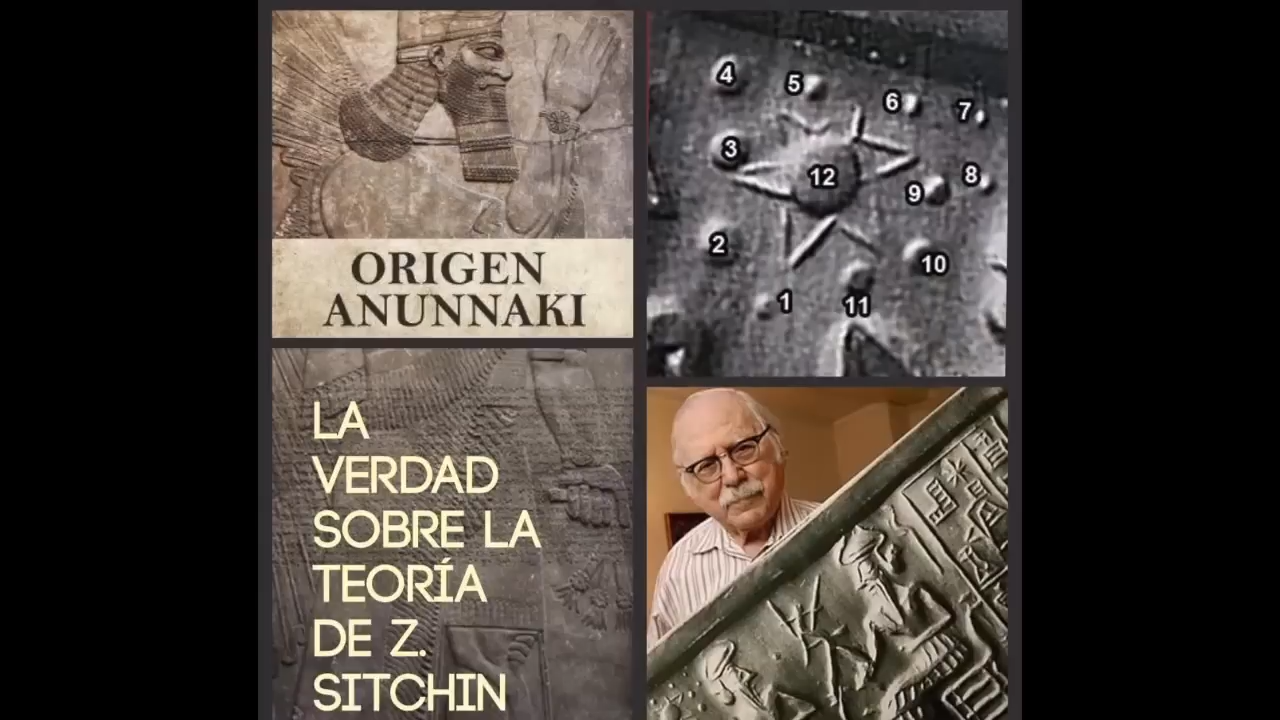 ORIGEN
ANUNNAKI
LA
VERDAD
SOBRE LA
TEORÍA
DE Z.
SITCHIN
4
5
6
7
3
12
9
8
2
10
1
11